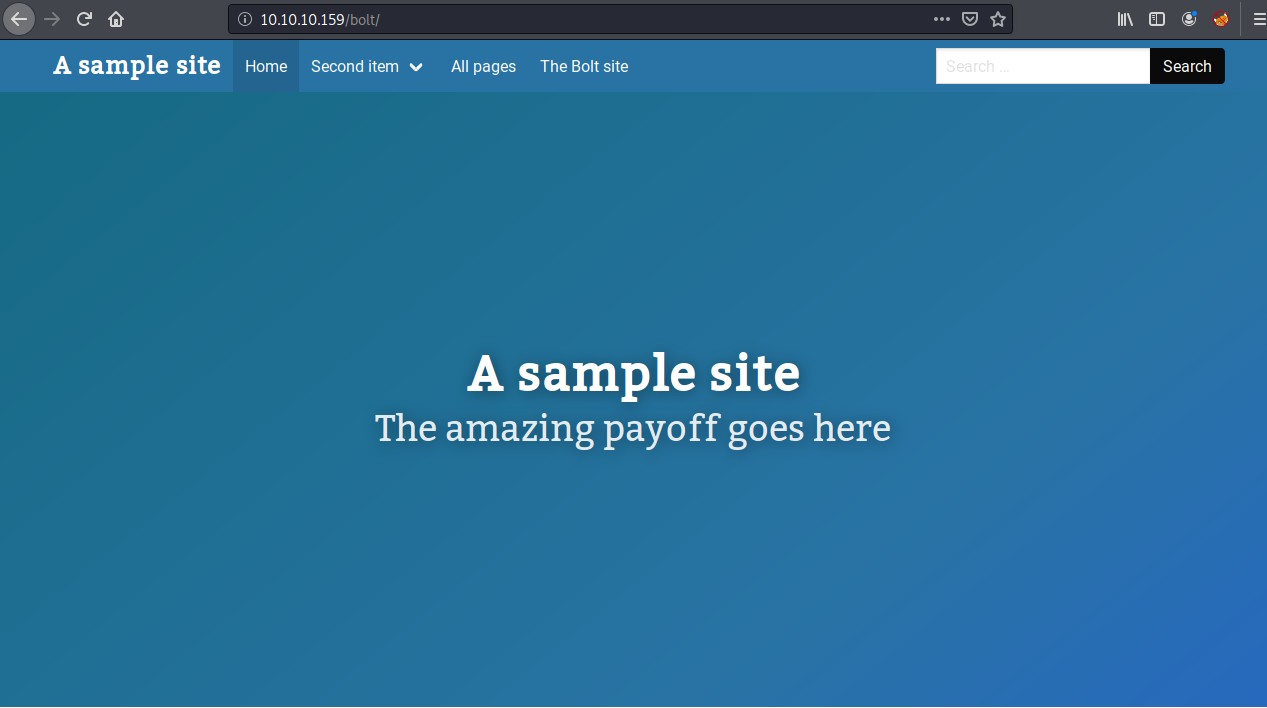 10.10.10.159/bolt/
A sample site Home Second item All pages The Bolt site Search ... Search
A sample site
The amazing payoff goes here